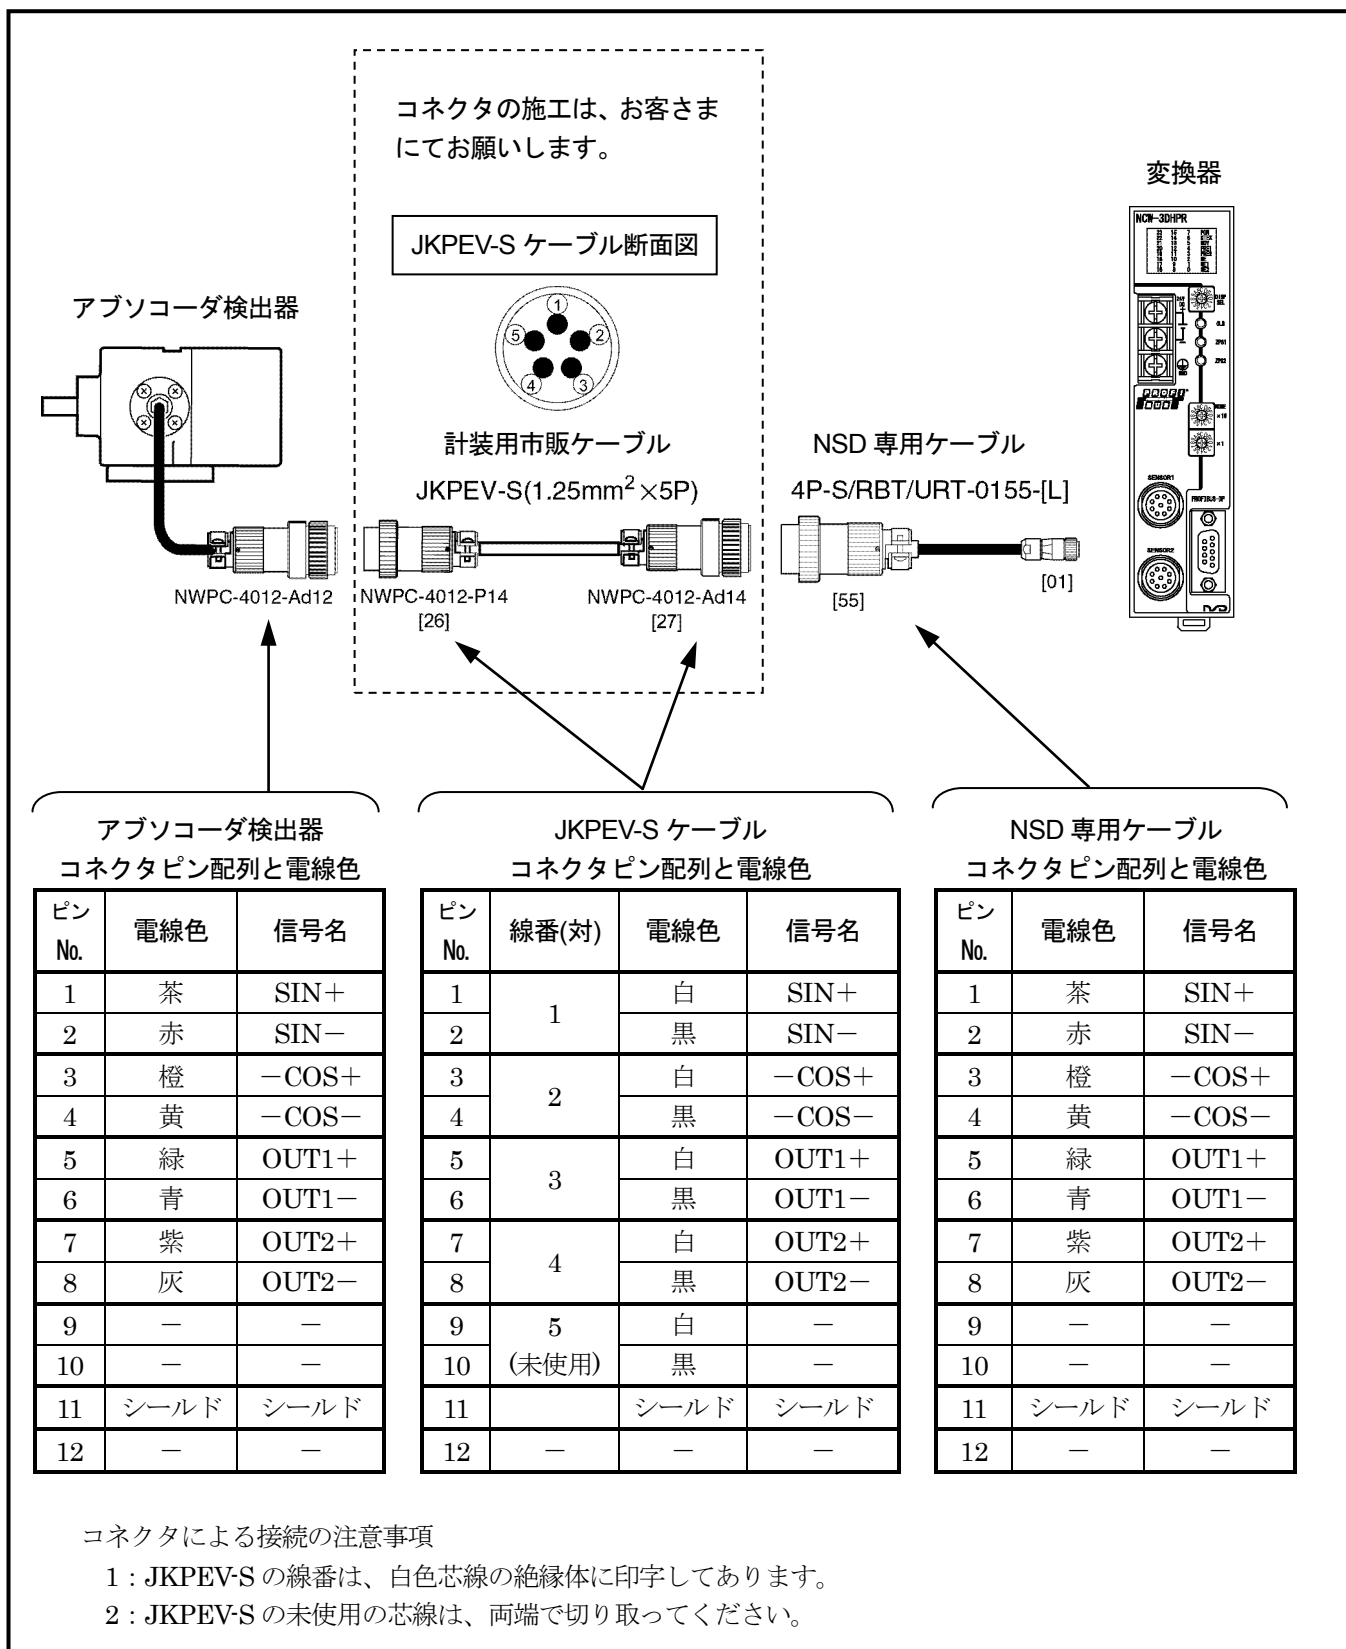 コネクタの施工は、お客さま
にてお願いします。
JKPEV-S ケーブル断面図
1
2
3
4
5
変換器
NCW-3DHPR
アブソコーダ検出器
計装用市販ケーブル
JKPEV-S(1.25mm²×5P)
NSD 専用ケーブル
4P-S/RBT/URT-0155-[L]
SENSOR1
SENSOR2
PROFIBUS-DP
NWPC-4012-Ad12
NWPC-4012-P14
[26]
NWPC-4012-Ad14
[27]
[55]
[01]
アブソコーダ検出器
コネクタピン配列と電線色
ピンNo. 電線色 信号名
1 茶 SIN+
2 赤 SIN−
3 橙 −COS+
4 黄 −COS−
5 緑 OUT1+
6 青 OUT1−
7 紫 OUT2+
8 灰 OUT2−
9 − −
10 − −
11 シールド シールド
12 − −
JKPEV-S ケーブル
コネクタピン配列と電線色
ピンNo. 線番(対) 電線色 信号名
1 1 白 SIN+
2 黒 SIN−
3 2 白 −COS+
4 黒 −COS−
5 3 白 OUT1+
6 黒 OUT1−
7 4 白 OUT2+
8 黒 OUT2−
9 5 白 −
10 (未使用) 黒 −
11 シールド シールド
12 − − −
NSD 専用ケーブル
コネクタピン配列と電線色
ピンNo. 電線色 信号名
1 茶 SIN+
2 赤 SIN−
3 橙 −COS+
4 黄 −COS−
5 緑 OUT1+
6 青 OUT1−
7 紫 OUT2+
8 灰 OUT2−
9 − −
10 − −
11 シールド シールド
12 − −
コネクタによる接続の注意事項
1：JKPEV-S の線番は、白色芯線の絶縁体に印字してあります。
2：JKPEV-S の未使用の芯線は、両端で切り取ってください。